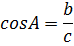 cosA = b/c